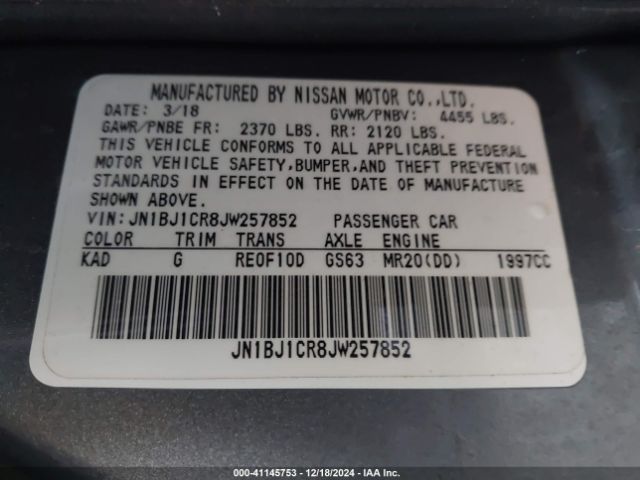 MANUFACTURED BY NISSAN MOTOR CO.,LTD.
DATE: 3/18 GVWR/PNBV: 4455 LBS.
GAWR/PNBE FR: 2370 LBS. RR: 2120 LBS.
THIS VEHICLE CONFORMS TO ALL APPLICABLE FEDERAL
MOTOR VEHICLE SAFETY,BUMPER,AND THEFT PREVENTION
STANDARDS IN EFFECT ON THE DATE OF MANUFACTURE
SHOWN ABOVE.
VIN:JN1BJ1CR8JW257852 PASSENGER CAR
COLOR TRIM TRANS AXLE ENGINE
KAD G RE0F10D GS63 MR20(DD) 1997CC
JN1BJ1CR8JW257852
000-41145753 - 12/18/2024 - IAA Inc.